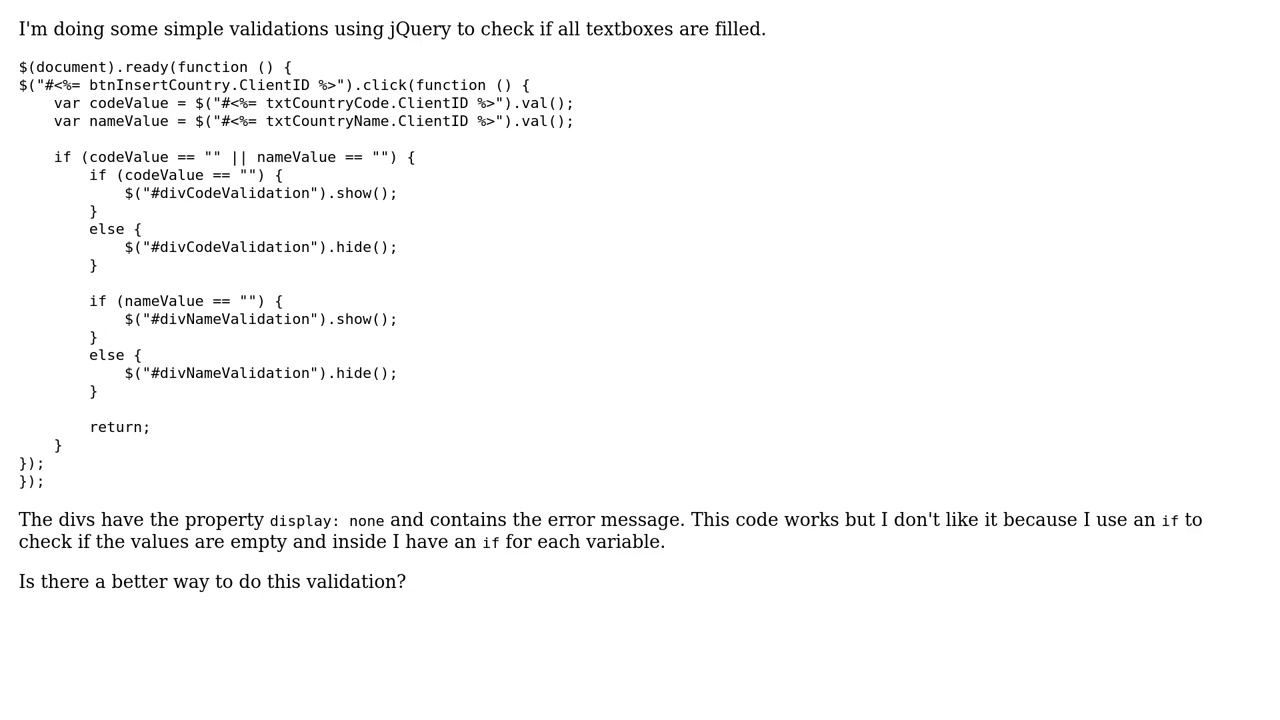 I'm doing some simple validations using jQuery to check if all textboxes are filled.
$(document).ready(function () {
$("#<%= btnInsertCountry.ClientID %>").click(function () {
    var codeValue = $("#<%= txtCountryCode.ClientID %>").val();
    var nameValue = $("#<%= txtCountryName.ClientID %>").val();

    if (codeValue == "" || nameValue == "") {
        if (codeValue == "") {
            $("#divCodeValidation").show();
        }
        else {
            $("#divCodeValidation").hide();
        }

        if (nameValue == "") {
            $("#divNameValidation").show();
        }
        else {
            $("#divNameValidation").hide();
        }

        return;
    }
});
});
The divs have the property display: none and contains the error message. This code works but I don't like it because I use an if to
check if the values are empty and inside I have an if for each variable.
Is there a better way to do this validation?